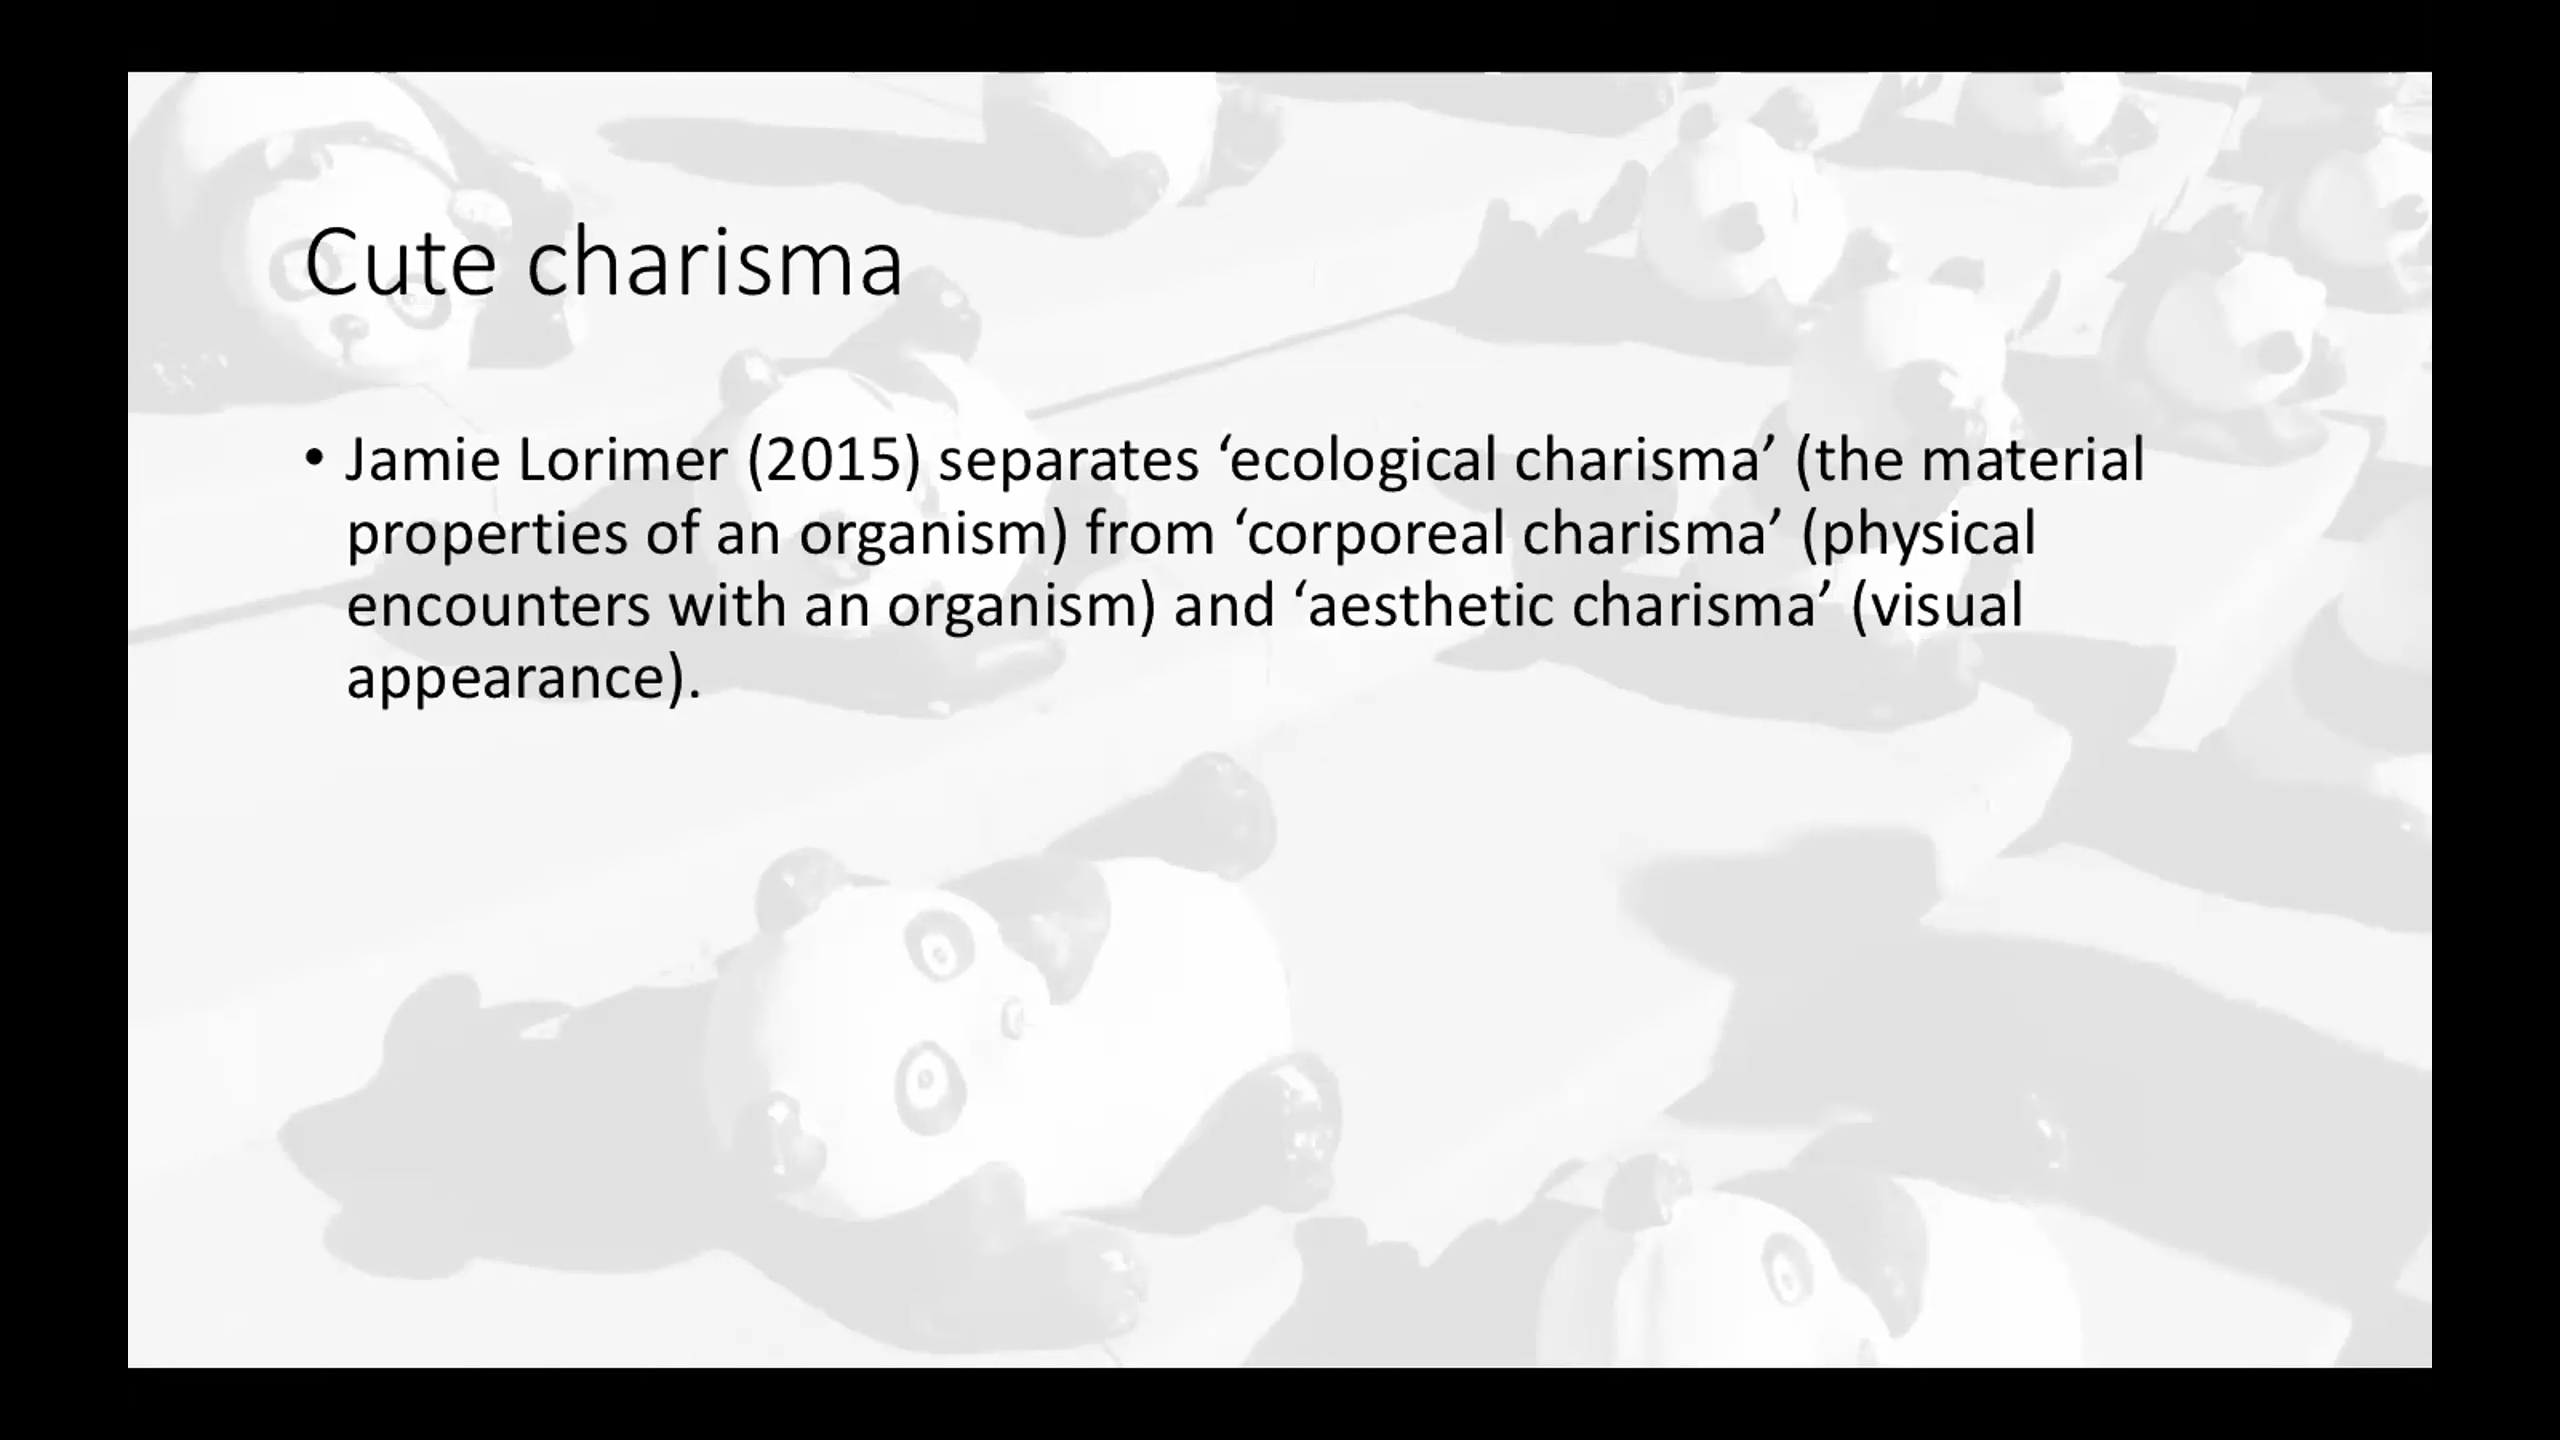 Cute charisma
• Jamie Lorimer (2015) separates ‘ecological charisma’ (the material
properties of an organism) from ‘corporeal charisma’ (physical
encounters with an organism) and ‘aesthetic charisma’ (visual
appearance).